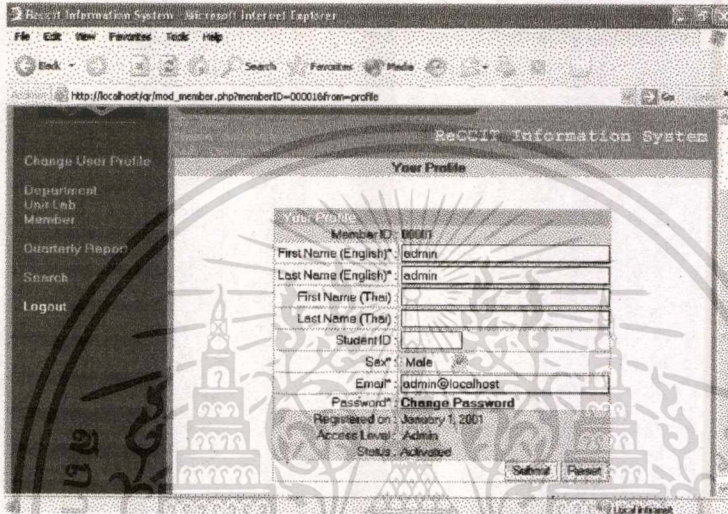 ReCCIT Information System - Microsoft Internet Explorer
File Edit View Favorites Tools Help
Back Search Favorites Media
Address http://localhost/qr/mod_member.php?memberID=00001&from=profile Go
ReCCIT Information System
Your Profile
Change User Profile
Department
Unit Lab
Member
Quarterly Report
Search
Logout
Your Profile
Member ID : 00001
First Name (English)* : admin
Last Name (English)* : admin
First Name (Thai) :
Last Name (Thai) :
Student ID :
Sex* : Male
Email* : admin@localhost
Password* : Change Password
Registered on : January 1, 2001
Access Level : Admin
Status : Activated
Submit Reset
Local intranet